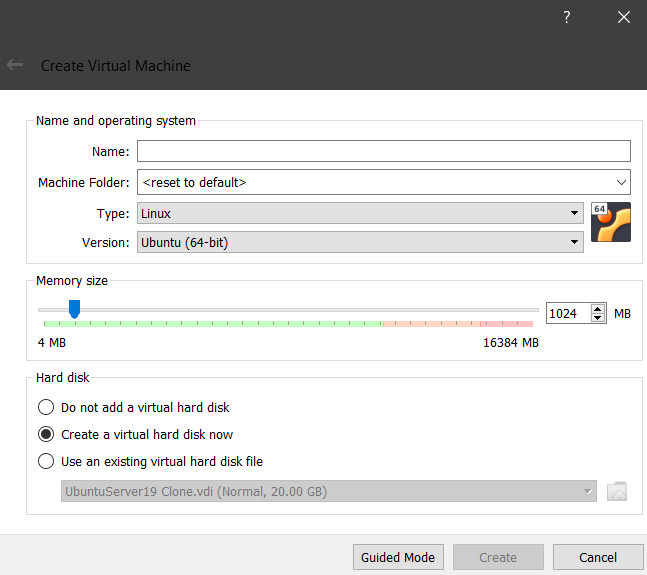 ?
Create Virtual Machine
Name and operating system
Name:
Machine Folder: <reset to default>
Type: Linux
64
Version: Ubuntu (64-bit)
Memory size
1024 MB
4 MB 16384 MB
Hard disk
Do not add a virtual hard disk
Create a virtual hard disk now
Use an existing virtual hard disk file
UbuntuServer19 Clone.vdi (Normal, 20.00 GB)
Guided Mode Create Cancel